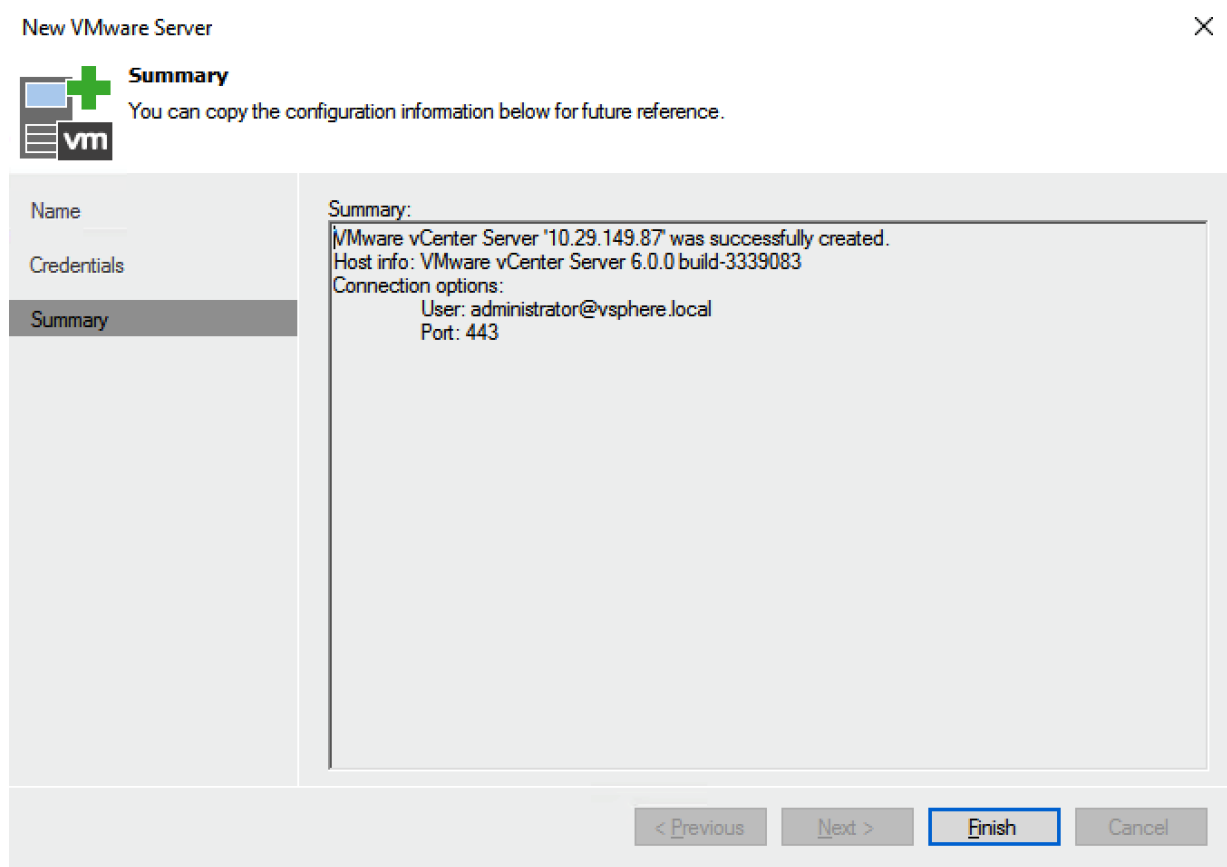 New VMware Server
Summary
You can copy the configuration information below for future reference.
vm
Name
Credentials
Summary
Summary:
VMware vCenter Server '10.29.149.87' was successfully created.
Host info: VMware vCenter Server 6.0.0 build-3339083
Connection options:
User: administrator@vsphere.local
Port: 443
< Previous
Next >
Finish
Cancel